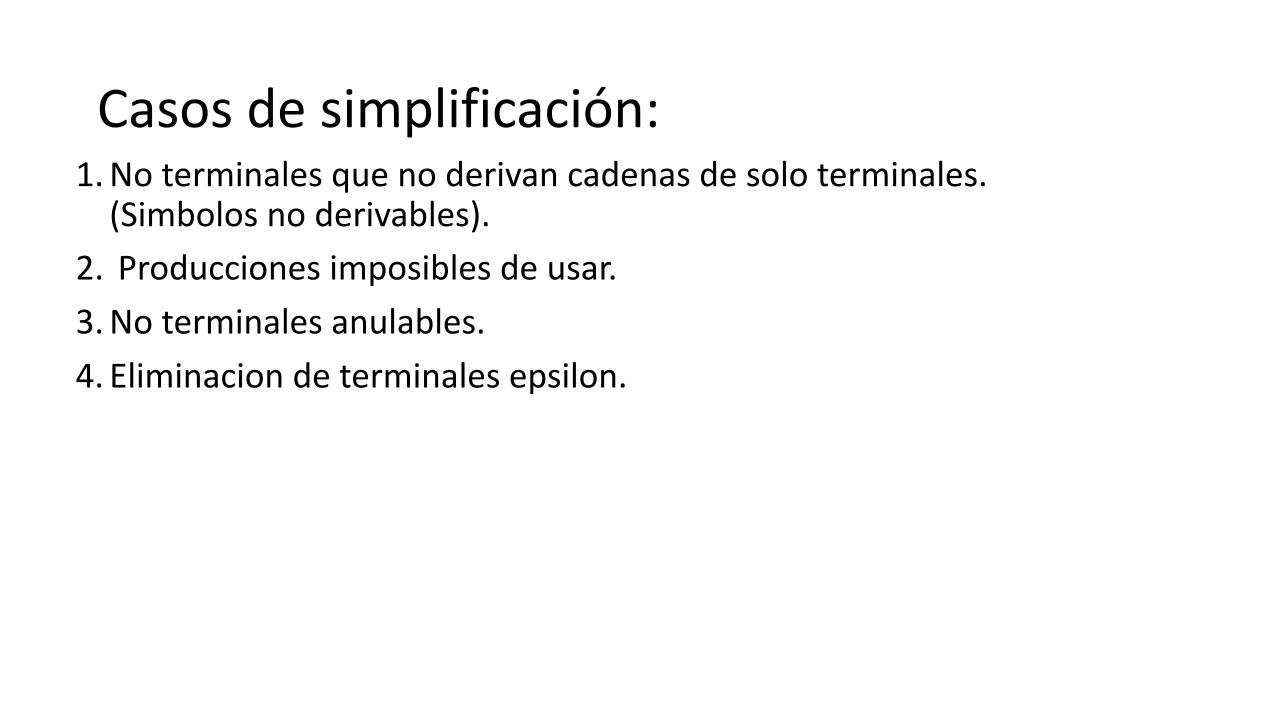 Casos de simplificación:
1. No terminales que no derivan cadenas de solo terminales.
(Simbolos no derivables).
2. Producciones imposibles de usar.
3. No terminales anulables.
4. Eliminacion de terminales epsilon.